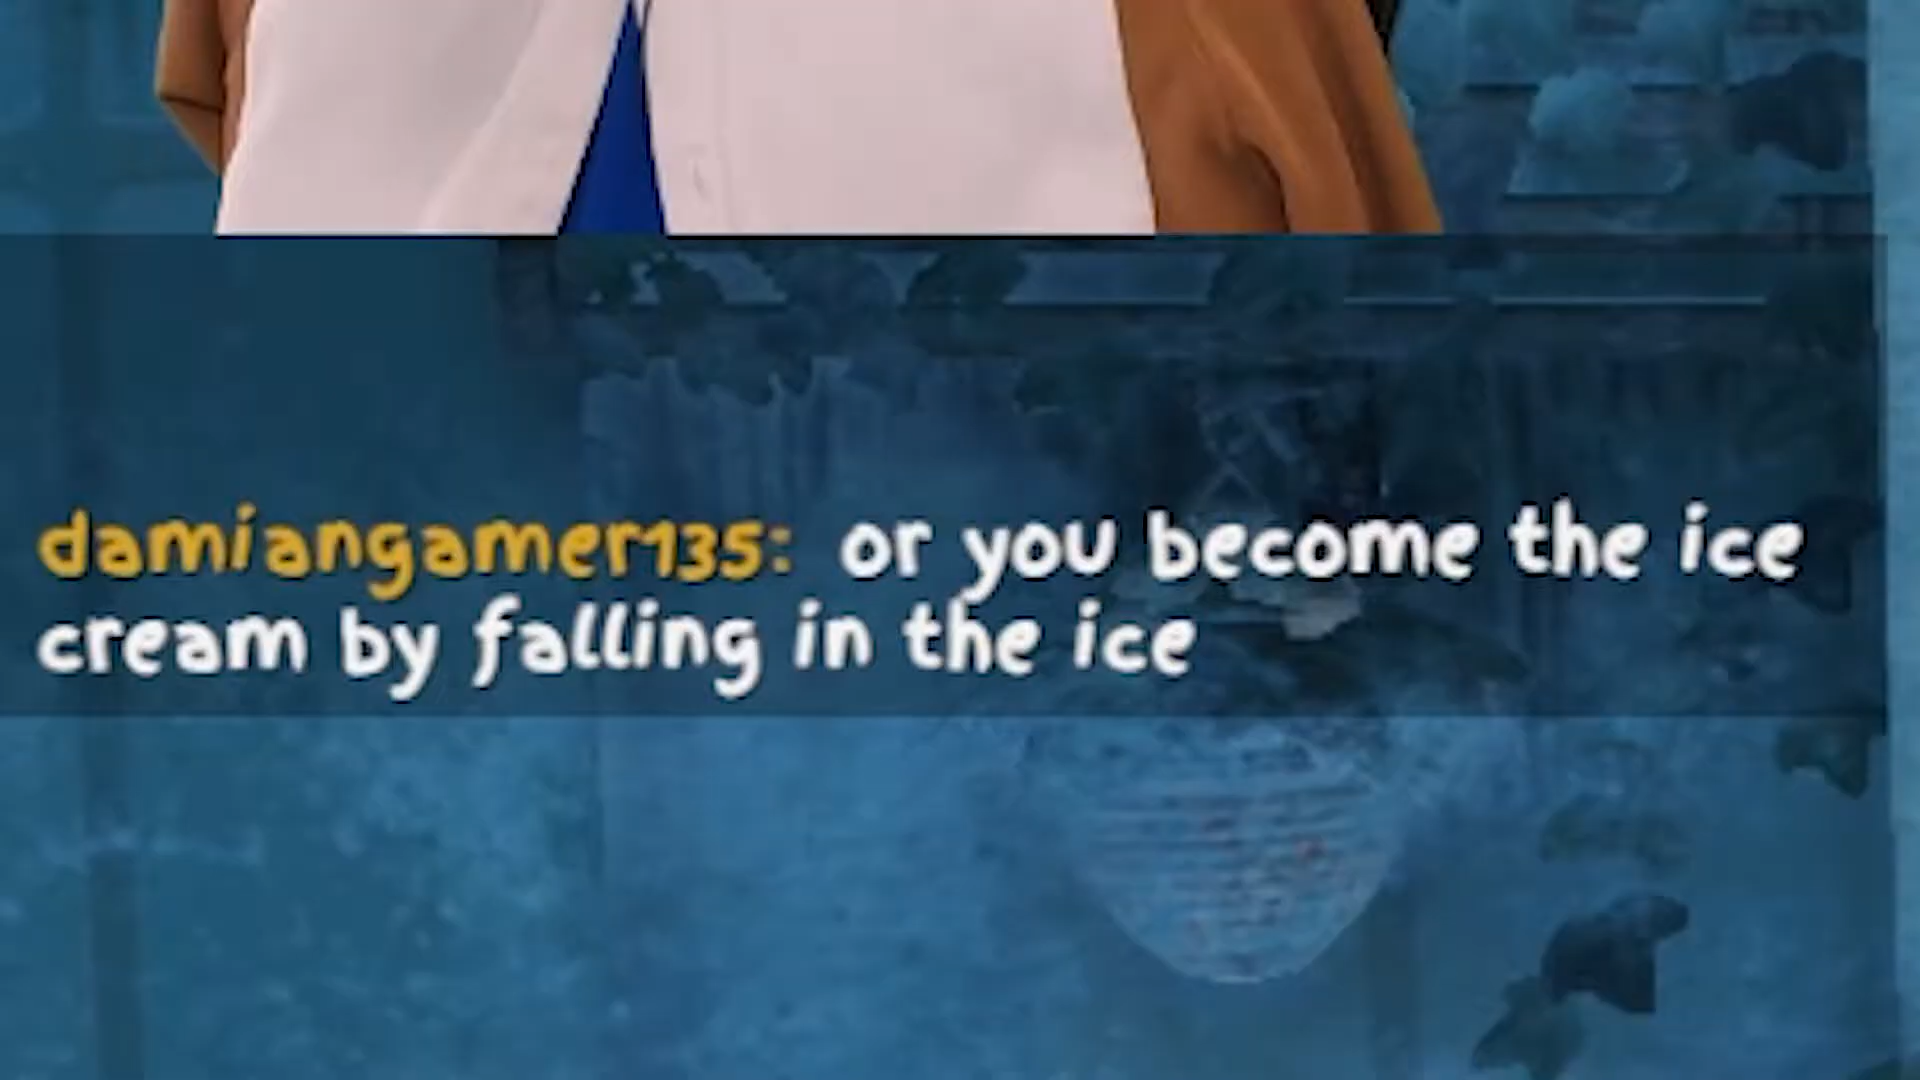 damiangamer135: or you become the ice
cream by falling in the ice